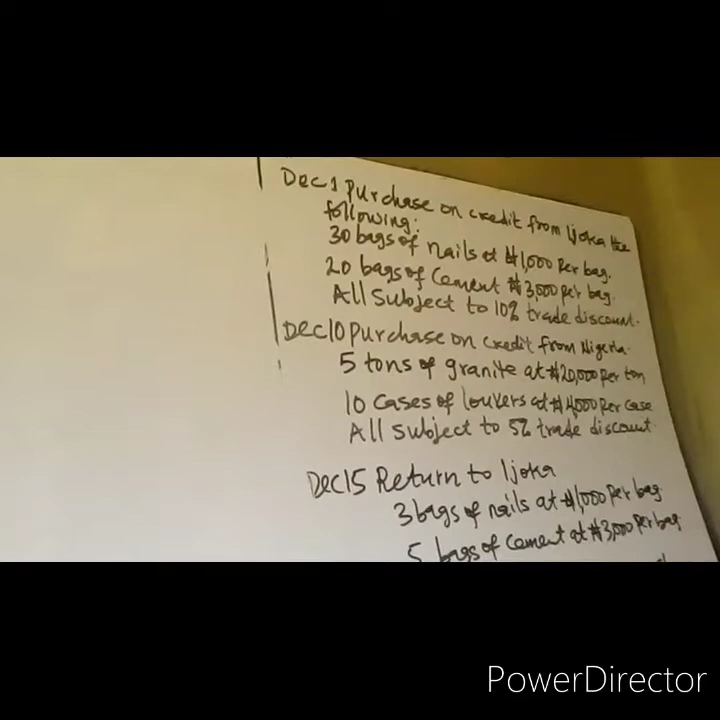 Dec 1 Purchase on credit from Ijoka the
following:
30 bags of nails at ₦1,000 Per bag.
20 bags of Cement ₦3,000 per bag.
All Subject to 10% trade discount.
Dec 10 Purchase on credit from Nigeria.
5 tons of granite at ₦20,000 Per ton
10 Cases of louvers at ₦4,000 Per Case
All Subject to 5% trade discount
Dec 15 Return to Ijoka
3 bags of nails at ₦1,000 Per bag
5 bags of Cement at ₦3,000 Per bag
PowerDirector